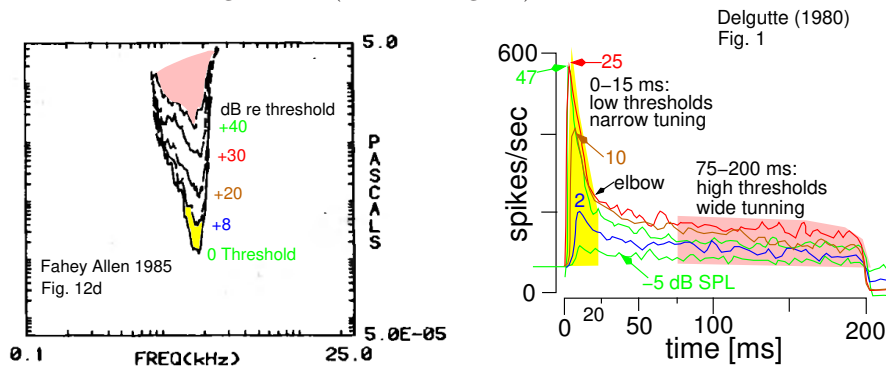 5.0
dB re threshold
+40
+30
+20
+8
0 Threshold
Fahey Allen 1985
Fig. 12d
PASCALS
5.0E-05
0.1
FREQ(kHz)
25.0
Delgutte (1980)
Fig. 1
600
47
25
0-15 ms:
low thresholds
narrow tuning
10
elbow
75-200 ms:
high thresholds
wide tunning
2
-5 dB SPL
spikes/sec
0
0
20
50
100
200
time [ms]